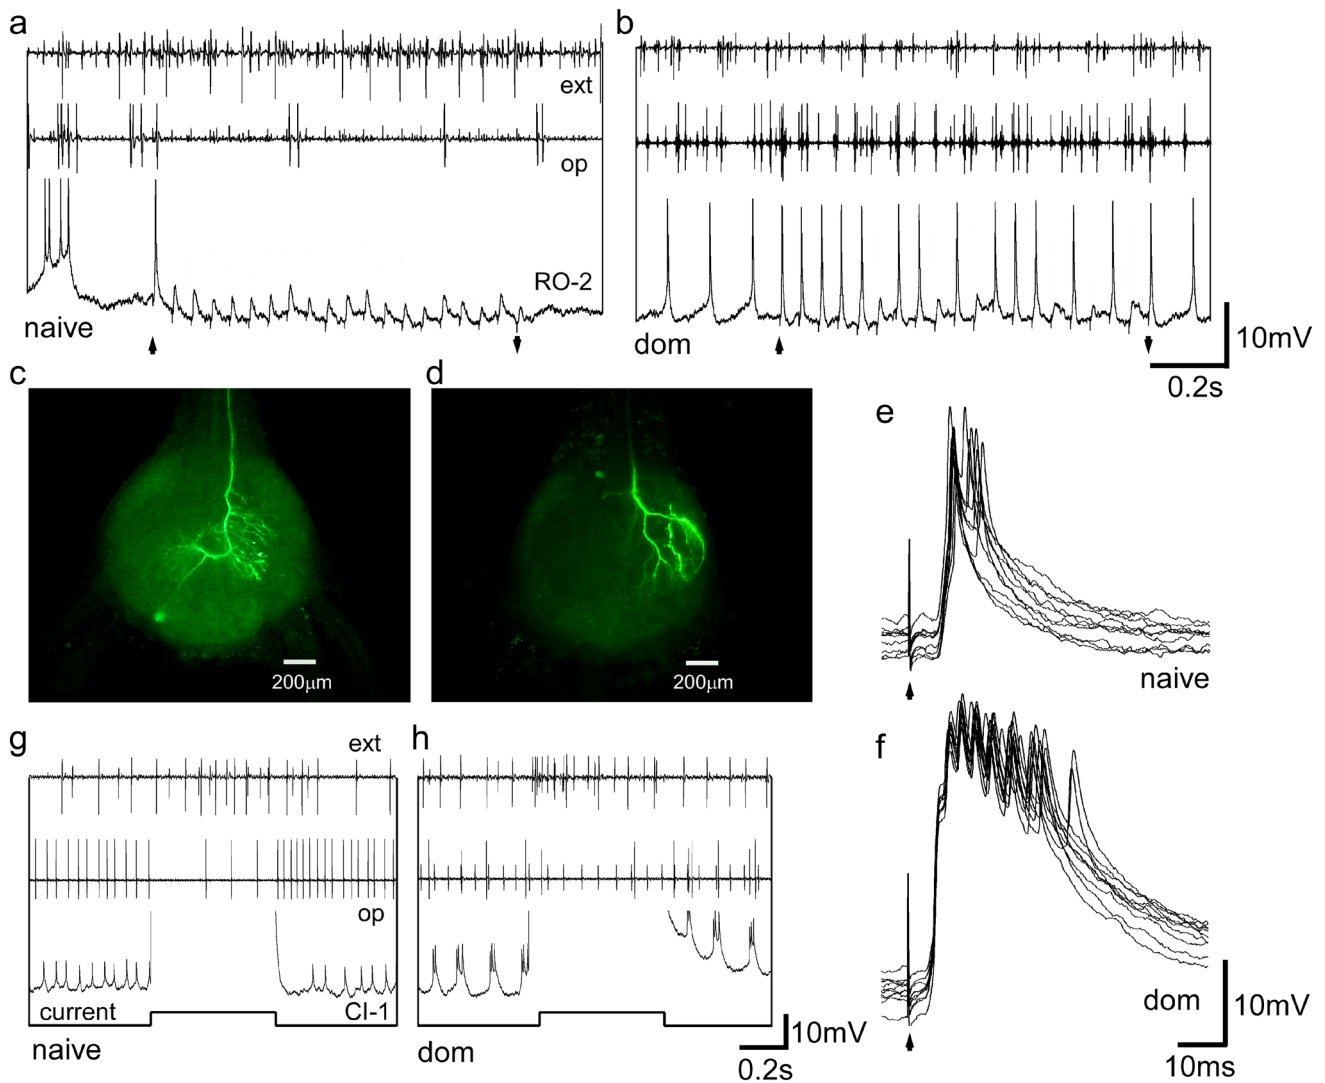 a
b
ext
op
RO-2
naive
dom
10mV
0.2s
c
d
e
200μm
200μm
naive
f
g
ext
h
op
current
CI-1
naive
dom
10mV
0.2s
dom
10mV
10ms